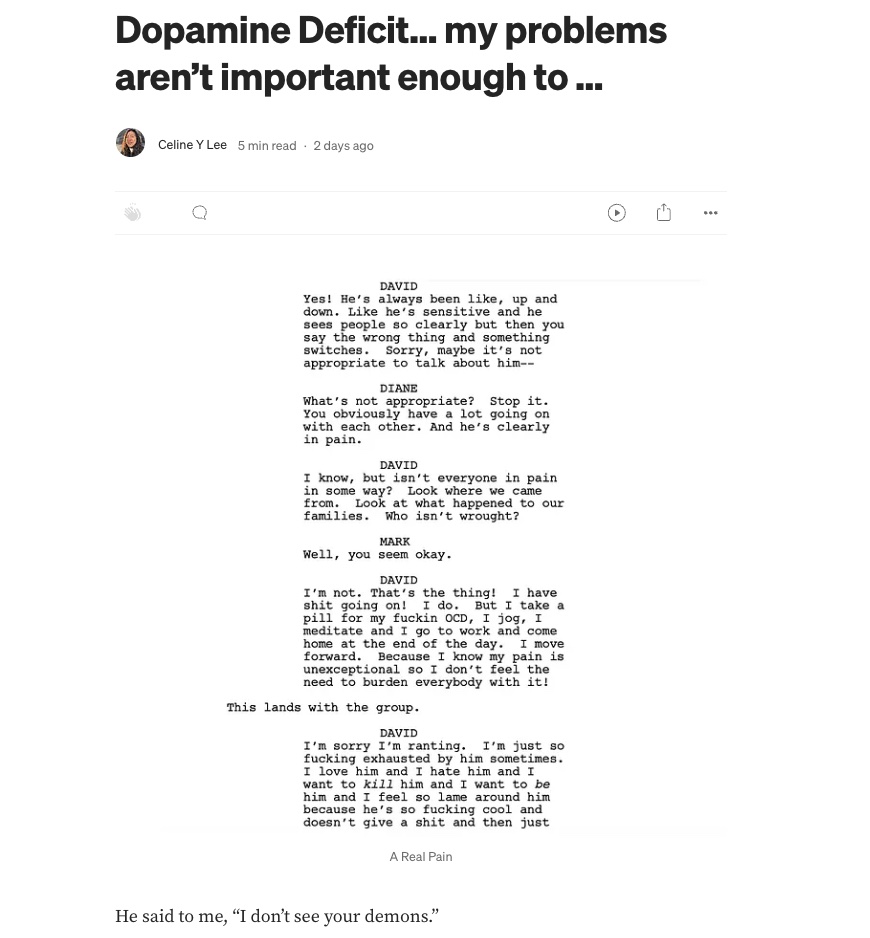 Dopamine Deficit... my problems
aren't important enough to ...
Celine Y Lee 5 min read · 2 days ago
DAVID
Yes! He's always been like, up and
down. Like he's sensitive and he
sees people so clearly but then you
say the wrong thing and something
switches. Sorry, maybe it's not
appropriate to talk about him--
DIANE
What's not appropriate? Stop it.
You obviously have a lot going on
with each other. And he's clearly
in pain.
DAVID
I know, but isn't everyone in pain
in some way? Look where we came
from. Look at what happened to our
families. Who isn't wrought?
MARK
Well, you seem okay.
DAVID
I'm not. That's the thing! I have
shit going on! I do. But I take a
pill for my fuckin OCD, I jog, I
meditate and I go to work and come
home at the end of the day. I move
forward. Because I know my pain is
unexceptional so I don't feel the
need to burden everybody with it!
This lands with the group.
DAVID
I'm sorry I'm ranting. I'm just so
fucking exhausted by him sometimes.
I love him and I hate him and I
want to kill him and I want to be
him and I feel so lame around him
because he's so fucking cool and
doesn't give a shit and then just
A Real Pain
He said to me, “I don't see your demons.”